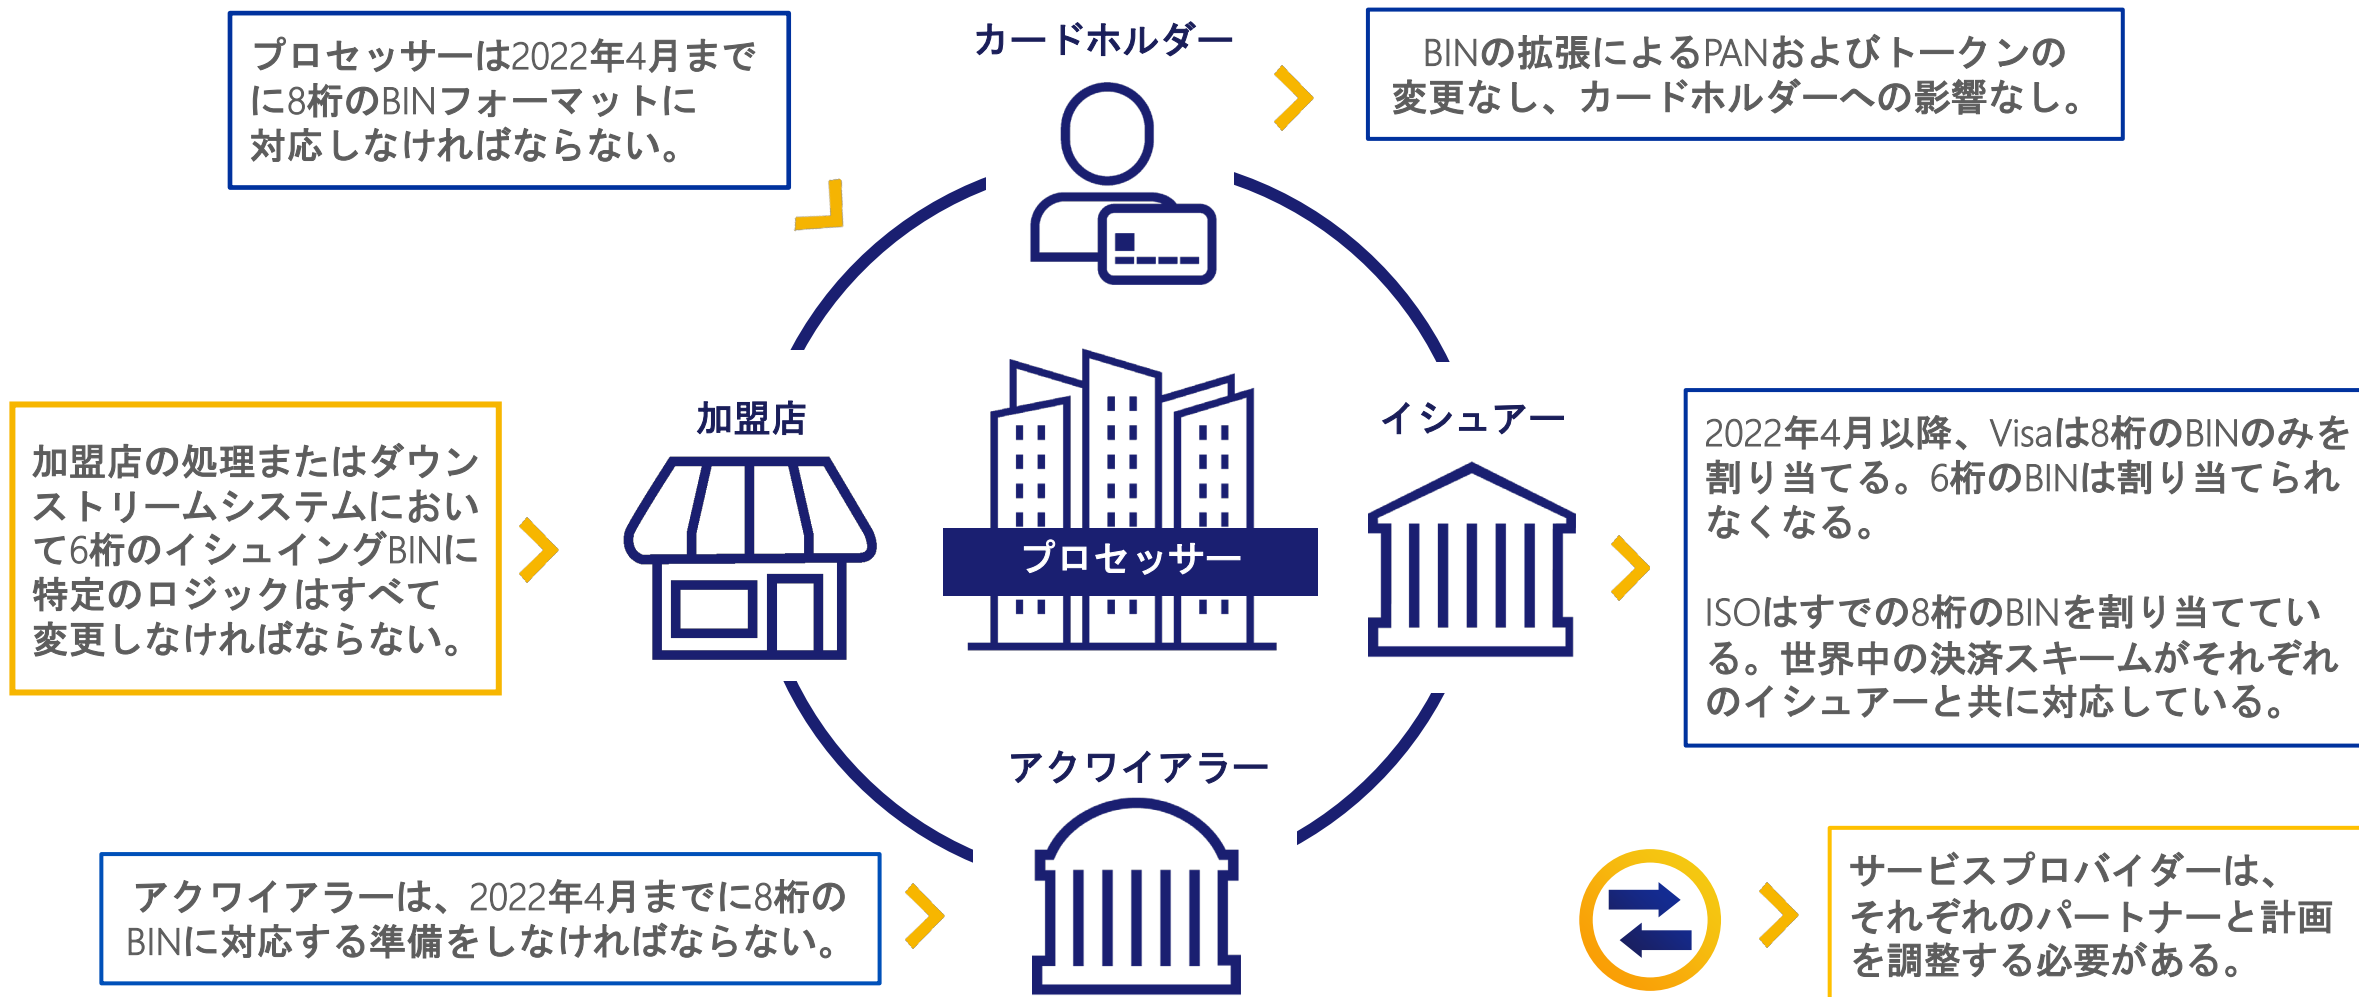 プロセッサーは2022年4月まで
に8桁のBINフォーマットに
対応しなければならない。
カードホルダー
BINの拡張によるPANおよびトークンの
変更なし、カードホルダーへの影響なし。
加盟店の処理またはダウン
ストリームシステムにおい
て6桁のイシュイングBINに
特定のロジックはすべて
変更しなければならない。
加盟店
プロセッサー
イシュアー
2022年4月以降、Visaは8桁のBINのみを
割り当てる。6桁のBINは割り当てられ
なくなる。
ISOはすでの8桁のBINを割り当ててい
る。世界中の決済スキームがそれぞれ
のイシュアーと共に対応している。
アクワイアラー
アクワイアラーは、2022年4月までに8桁の
BINに対応する準備をしなければならない。
サービスプロバイダーは、
それぞれのパートナーと計画
を調整する必要がある。